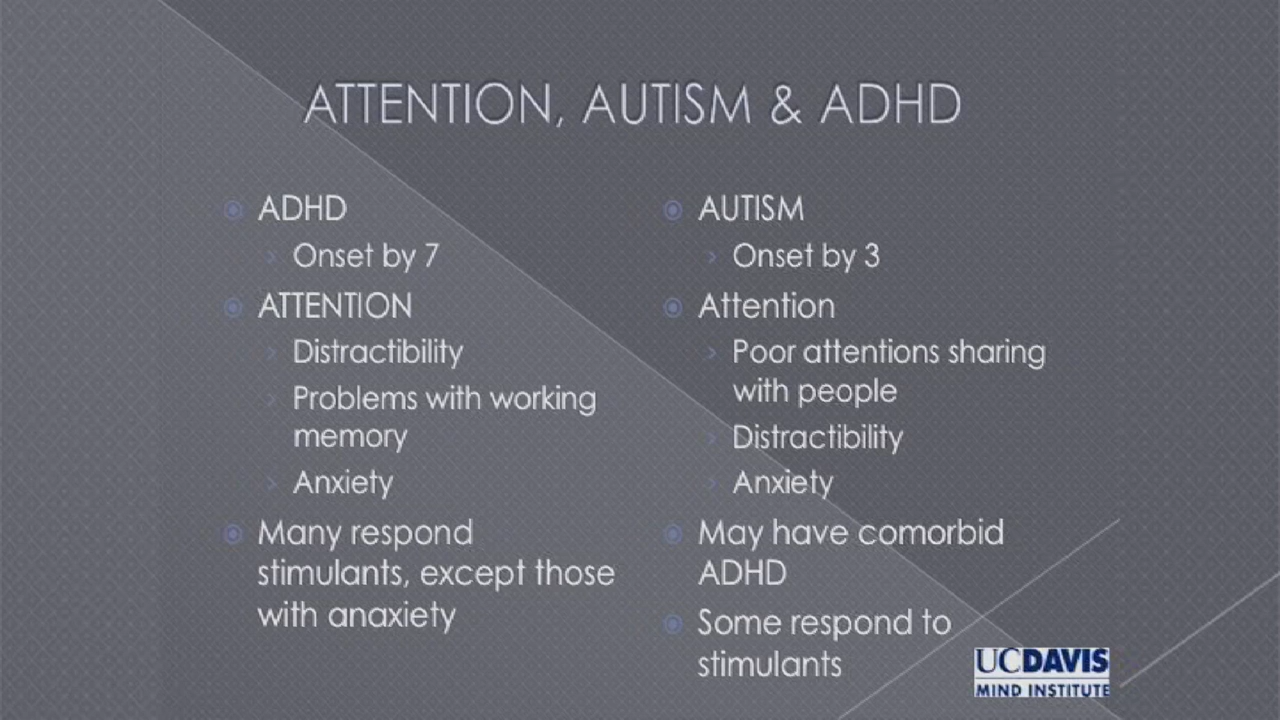 ATTENTION, AUTISM & ADHD
ADHD
Onset by 7
ATTENTION
Distractibility
Problems with working
memory
Anxiety
Many respond
stimulants, except those
with anaxiety
AUTISM
Onset by 3
Attention
Poor attentions sharing
with people
Distractibility
Anxiety
May have comorbid
ADHD
Some respond to
stimulants
UCDAVIS
MIND INSTITUTE